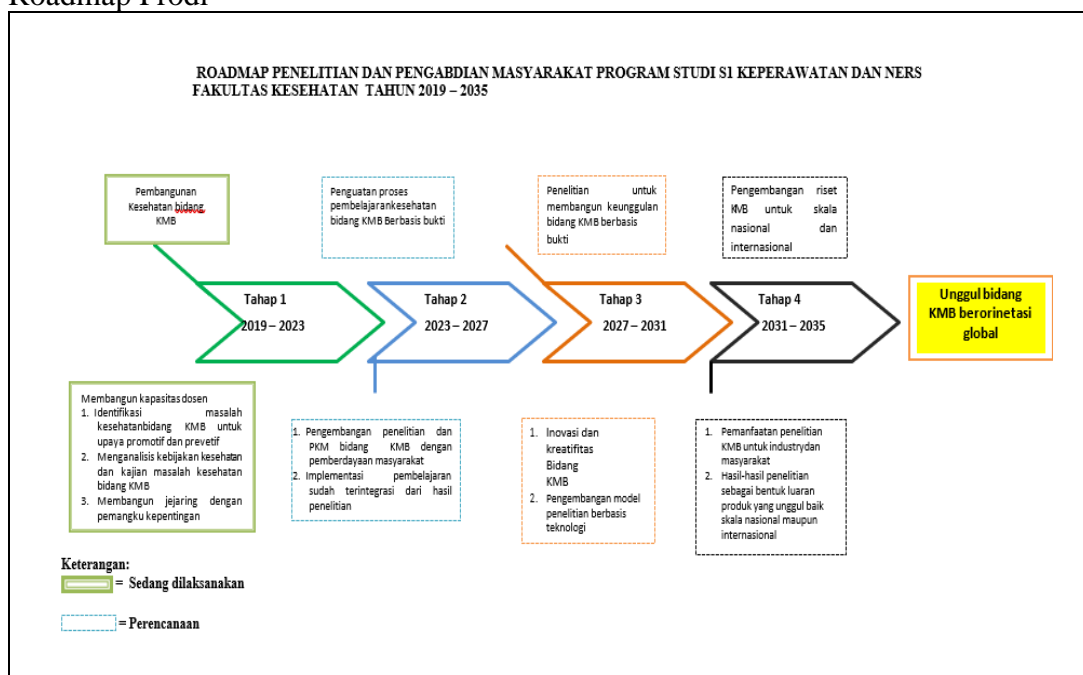 Roadmap Prodi
ROADMAP PENELITIAN DAN PENGABDIAN MASYARAKAT PROGRAM STUDI S1 KEPERAWATAN DAN NERS
FAKULTAS KESEHATAN TAHUN 2019 – 2035
Pembangunan
Kesehatan bidang
KMB
Penguatan proses
pembelajarankesehatan
bidang KMB Berbasis bukti
Penelitian untuk
membangun keunggulan
bidang KMB berbasis
bukti
Pengembangan riset
KMB untuk skala
nasional dan
internasional
Tahap 1
2019 – 2023
Tahap 2
2023 – 2027
Tahap 3
2027 – 2031
Tahap 4
2031 – 2035
Unggul bidang
KMB berorinetasi
global
Membangun kapasitas dosen
1. Identifikasi masalah
kesehatanbidang KMB untuk
upaya promotif dan prevetif
2. Menganalisis kebijakan kesehatan
dan kajian masalah kesehatan
bidang KMB
3. Membangun jejaring dengan
pemangku kepentingan
1. Pengembangan penelitian dan
PKM bidang KMB dengan
pemberdayaan masyarakat
2. Implementasi pembelajaran
sudah terintegrasi dari hasil
penelitian
1. Inovasi dan
kreatifitas
Bidang
KMB
2. Pengembangan model
penelitian berbasis
teknologi
1. Pemanfaatan penelitian
KMB untuk industrydan
masyarakat
2. Hasil-hasil penelitian
sebagai bentuk luaran
produk yang unggul baik
skala nasional maupun
internasional
Keterangan:
= Sedang dilaksanakan
= Perencanaan